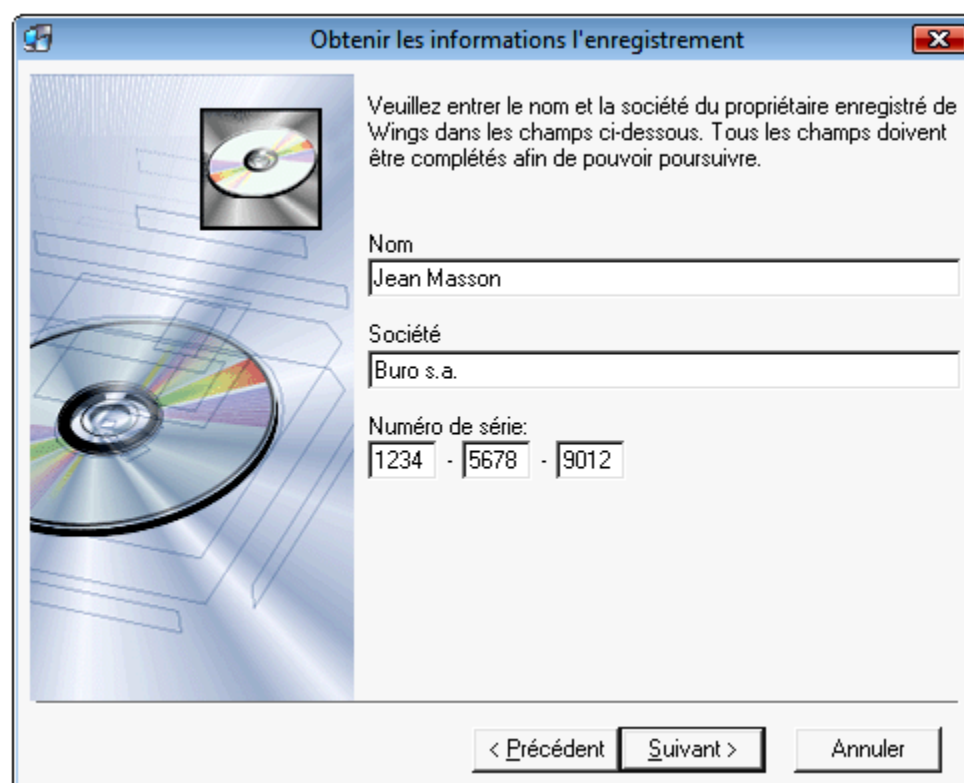 Obtenir les informations l'enregistrement
Veuillez entrer le nom et la société du propriétaire enregistré de
Wings dans les champs ci-dessous. Tous les champs doivent
être complétés afin de pouvoir poursuivre.
Nom
Jean Masson
Société
Buro s.a.
Numéro de série:
1234 - 5678 - 9012
< Précédent Suivant > Annuler